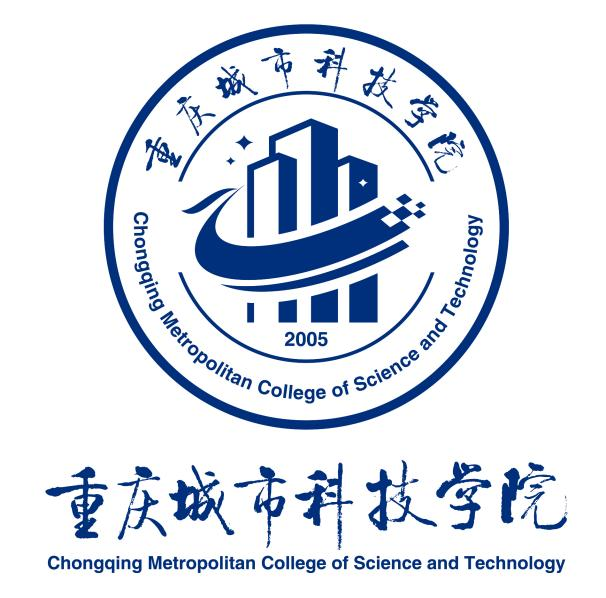 重庆城市科技学院
2005
Chongqing Metropolitan College of Science and Technology
重庆城市科技学院
Chongqing Metropolitan College of Science and Technology